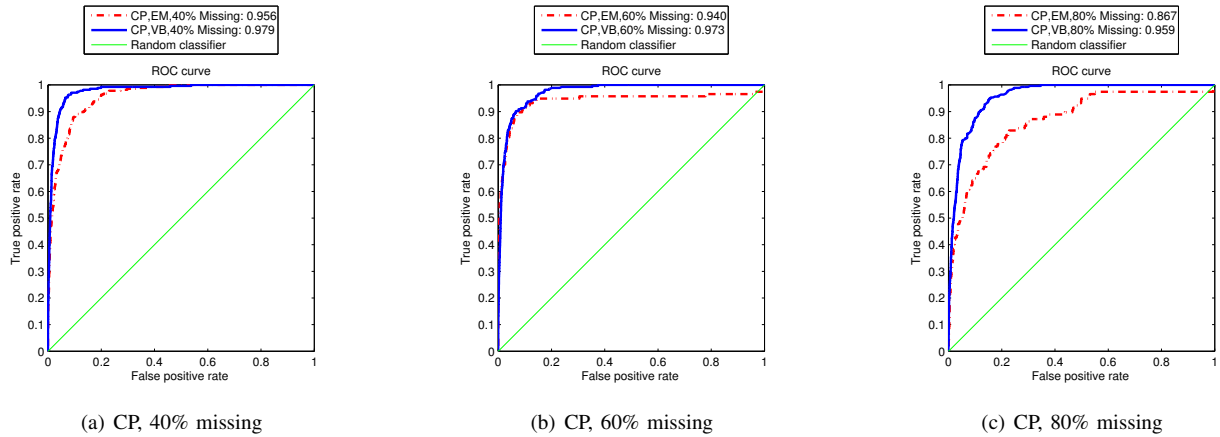 CP,EM,40% Missing: 0.956
CP,VB,40% Missing: 0.979
Random classifier
ROC curve
True positive rate
1
0.9
0.8
0.7
0.6
0.5
0.4
0.3
0.2
0.1
0
0 0.2 0.4 0.6 0.8 1
False positive rate
(a) CP, 40% missing
CP,EM,60% Missing: 0.940
CP,VB,60% Missing: 0.973
Random classifier
ROC curve
True positive rate
1
0.9
0.8
0.7
0.6
0.5
0.4
0.3
0.2
0.1
0
0 0.2 0.4 0.6 0.8 1
False positive rate
(b) CP, 60% missing
CP,EM,80% Missing: 0.867
CP,VB,80% Missing: 0.959
Random classifier
ROC curve
True positive rate
1
0.9
0.8
0.7
0.6
0.5
0.4
0.3
0.2
0.1
0
0 0.2 0.4 0.6 0.8 1
False positive rate
(c) CP, 80% missing